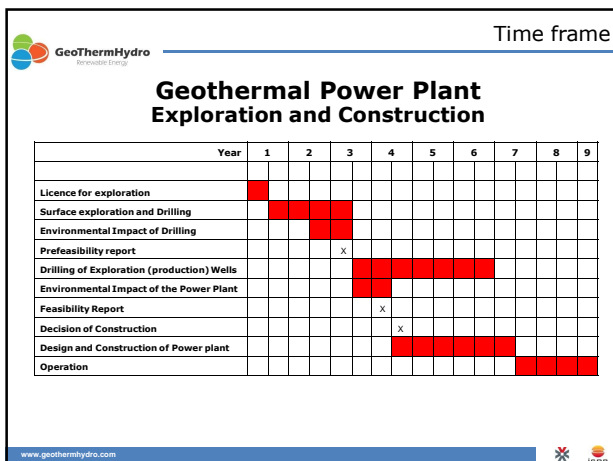 Time frame
GeoThermHydro
Renewable Energy
Geothermal Power Plant
Exploration and Construction
Year 1 2 3 4 5 6 7 8 9
Licence for exploration
Surface exploration and Drilling
Environmental Impact of Drilling
Prefeasibility report X
Drilling of Exploration (production) Wells
Environmental Impact of the Power Plant
Feasibility Report X
Decision of Construction X
Design and Construction of Power plant
Operation
www.geothermhydro.com